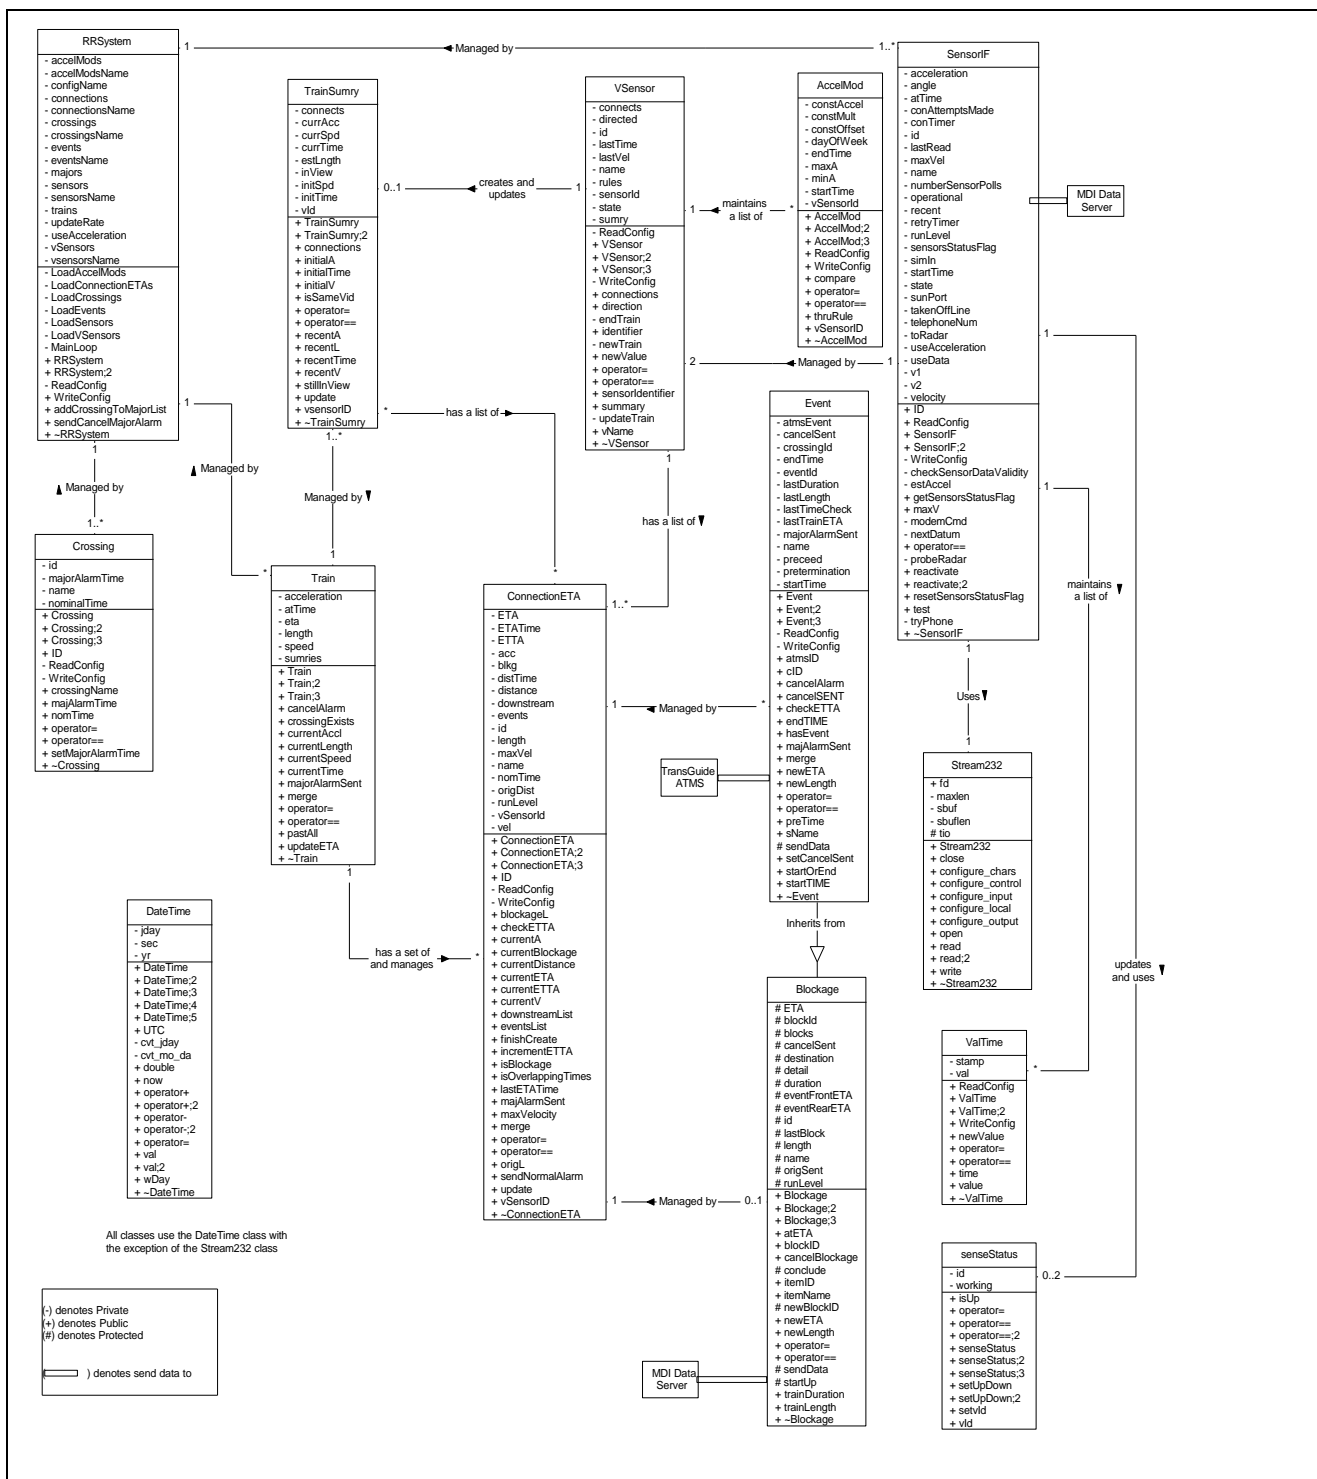 RRSystem
- accelMods
- accelModsName
- configName
- connections
- connectionsName
- crossings
- crossingsName
- events
- eventsName
- majors
- sensors
- sensorsName
- trains
- updateRate
- useAcceleration
- vSensors
- vsensorsName
- LoadAccelMods
- LoadConnectionETAs
- LoadCrossings
- LoadEvents
- LoadSensors
- LoadVSensors
- MainLoop
+ RRSystem
+ RRSystem;2
- ReadConfig
+ WriteConfig
+ addCrossingToMajorList
+ sendCancelMajorAlarm
+ ~RRSystem
1
Managed by
1..*
TrainSumry
- connects
- currAcc
- currSpd
- currTime
- estLngth
- inView
- initSpd
- initTime
- vId
+ TrainSumry
+ TrainSumry;2
+ connections
+ initialA
+ initialTime
+ initialV
+ isSameVid
+ operator=
+ operator==
+ recentA
+ recentL
+ recentTime
+ recentV
+ stillInView
+ update
+ vsensorID
+ ~TrainSumry
0..1
creates and
updates
1
VSensor
- connects
- directed
- id
- lastTime
- lastVel
- name
- rules
- sensorId
- state
- sumry
- ReadConfig
+ VSensor
+ VSensor;2
+ VSensor;3
- WriteConfig
+ connections
+ direction
- endTrain
+ identifier
- newTrain
+ newValue
+ operator=
+ operator==
+ sensorIdentifier
+ summary
- updateTrain
+ vName
+ ~VSensor
1
maintains
a list of
*
AccelMod
- constAccel
- constMult
- constOffset
- dayOfWeek
- endTime
- maxA
- minA
- startTime
- vSensorId
+ AccelMod
+ AccelMod;2
+ AccelMod;3
+ ReadConfig
+ WriteConfig
+ compare
+ operator=
+ operator==
+ thruRule
+ vSensorID
+ ~AccelMod
SensorIF
- acceleration
- angle
- atTime
- conAttemptsMade
- conTimer
- id
- lastRead
- maxVel
- name
- numberSensorPolls
- operational
- recent
- retryTimer
- runLevel
- sensorsStatusFlag
- simIn
- startTime
- state
- sunPort
- takenOffLine
- telephoneNum
- toRadar
- useAcceleration
- useData
- v1
- v2
- velocity
+ ID
+ ReadConfig
+ SensorIF
+ SensorIF;2
- WriteConfig
- checkSensorDataValidity
- estAccel
+ getSensorsStatusFlag
+ maxV
- modemCmd
- nextDatum
+ operator==
- probeRadar
+ reactivate
+ reactivate;2
+ resetSensorsStatusFlag
+ test
- tryPhone
+ ~SensorIF
MDI Data
Server
2
Managed by
1
1
1
1
Managed by
1
Managed by
1..*
*
has a list of
*
1..*
Managed by
1
1
has a list of
1..*
*
Crossing
- id
- majorAlarmTime
- name
- nominalTime
+ Crossing
+ Crossing;2
+ Crossing;3
+ ID
- ReadConfig
- WriteConfig
+ crossingName
+ majAlarmTime
+ nomTime
+ operator=
+ operator==
+ setMajorAlarmTime
+ ~Crossing
Train
- acceleration
- atTime
- eta
- length
- speed
- sumries
+ Train
+ Train;2
+ Train;3
+ cancelAlarm
+ crossingExists
+ currentAccl
+ currentLength
+ currentSpeed
+ currentTime
+ majorAlarmSent
+ merge
+ operator=
+ operator==
+ pastAll
+ updateETA
+ ~Train
1
has a set of
and manages
*
ConnectionETA
- ETA
- ETATime
- ETTA
- acc
- blkg
- distTime
- distance
- downstream
- events
- id
- length
- maxVel
- name
- nomTime
- origDist
- runLevel
- vSensorId
- vel
+ ConnectionETA
+ ConnectionETA;2
+ ConnectionETA;3
+ ID
- ReadConfig
- WriteConfig
+ blockageL
+ checkETTA
+ currentA
+ currentBlockage
+ currentDistance
+ currentETA
+ currentETTA
+ currentV
+ downstreamList
+ eventsList
+ finishCreate
+ incrementETTA
+ isBlockage
+ isOverlappingTimes
+ lastETATime
+ majAlarmSent
+ maxVelocity
+ merge
+ operator=
+ operator==
+ origL
+ sendNormalAlarm
+ update
+ vSensorID
+ ~ConnectionETA
1
Managed by
*
Event
- atmsEvent
- cancelSent
- crossingId
- endTime
- eventId
- lastDuration
- lastLength
- lastTimeCheck
- lastTrainETA
- majorAlarmSent
- name
- preceed
- pretermination
- startTime
+ Event
+ Event;2
+ Event;3
- ReadConfig
- WriteConfig
+ atmsID
+ cID
+ cancelAlarm
+ cancelSENT
+ checkETTA
+ endTIME
+ hasEvent
+ majAlarmSent
+ merge
+ newETA
+ newLength
+ operator=
+ operator==
+ preTime
+ sName
# sendData
+ setCancelSent
+ startOrEnd
+ startTIME
+ ~Event
TransGuide
ATMS
Inherits from
Blockage
# ETA
# blockId
# blocks
# cancelSent
# destination
# detail
# duration
# eventFrontETA
# eventRearETA
# id
# lastBlock
# length
# name
# origSent
# runLevel
+ Blockage
+ Blockage;2
+ Blockage;3
+ atETA
+ blockID
+ cancelBlockage
# conclude
+ itemID
+ itemName
# newBlockID
+ newETA
+ newLength
+ operator=
+ operator==
# sendData
# startUp
+ trainDuration
+ trainLength
+ ~Blockage
1
Managed by
0..1
MDI Data
Server
Uses
1
maintains
a list of
Stream232
+ fd
- maxlen
- sbuf
- sbuflen
# tio
+ Stream232
+ close
+ configure_chars
+ configure_control
+ configure_input
+ configure_local
+ configure_output
+ open
+ read
+ read;2
+ write
+ ~Stream232
updates
and uses
ValTime
- stamp
- val
+ ReadConfig
+ ValTime
+ ValTime;2
+ WriteConfig
+ newValue
+ operator=
+ operator==
+ time
+ value
+ ~ValTime
*
senseStatus
- id
- working
+ isUp
+ operator=
+ operator==
+ operator==;2
+ senseStatus
+ senseStatus;2
+ senseStatus;3
+ setUpDown
+ setUpDown;2
+ setvId
+ vId
0..2
DateTime
- jday
- sec
- yr
+ DateTime
+ DateTime;2
+ DateTime;3
+ DateTime;4
+ DateTime;5
+ UTC
- cvt_jday
- cvt_mo_da
+ double
+ now
+ operator+
+ operator+;2
+ operator-
+ operator-;2
+ operator=
+ val
+ val;2
+ wDay
+ ~DateTime
All classes use the DateTime class with
the exception of the Stream232 class
(-) denotes Private
(+) denotes Public
(#) denotes Protected
) denotes send data to